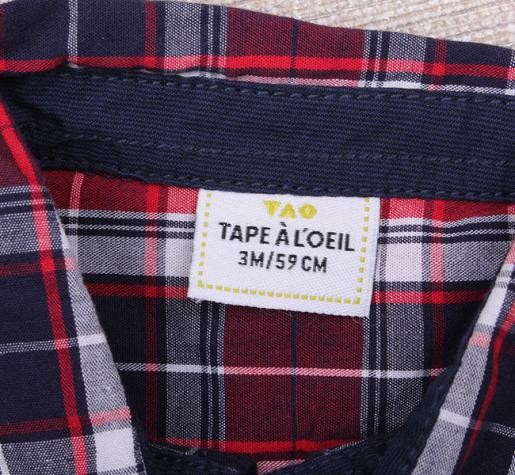 TAO
TAPE À L'OEIL
3M/59 CM